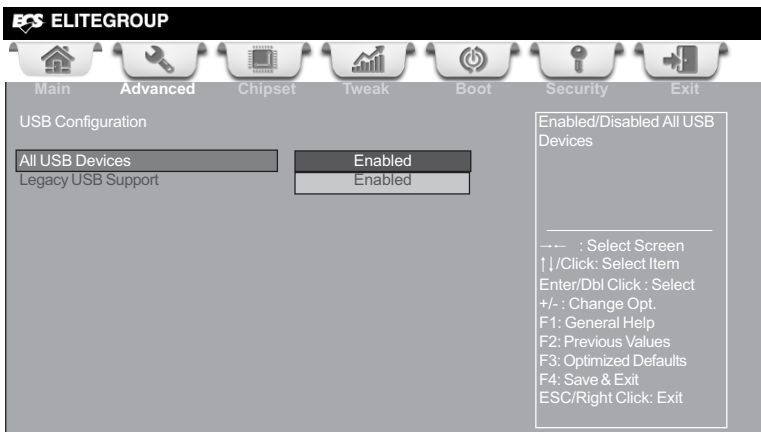 ECS ELITEGROUP
Main Advanced Chipset Tweak Boot Security Exit
USB Configuration
All USB Devices Enabled
Legacy USB Support Enabled
Enabled/Disabled All USB
Devices
→← : Select Screen
↑↓/Click: Select Item
Enter/Dbl Click : Select
+/- : Change Opt.
F1: General Help
F2: Previous Values
F3: Optimized Defaults
F4: Save & Exit
ESC/Right Click: Exit